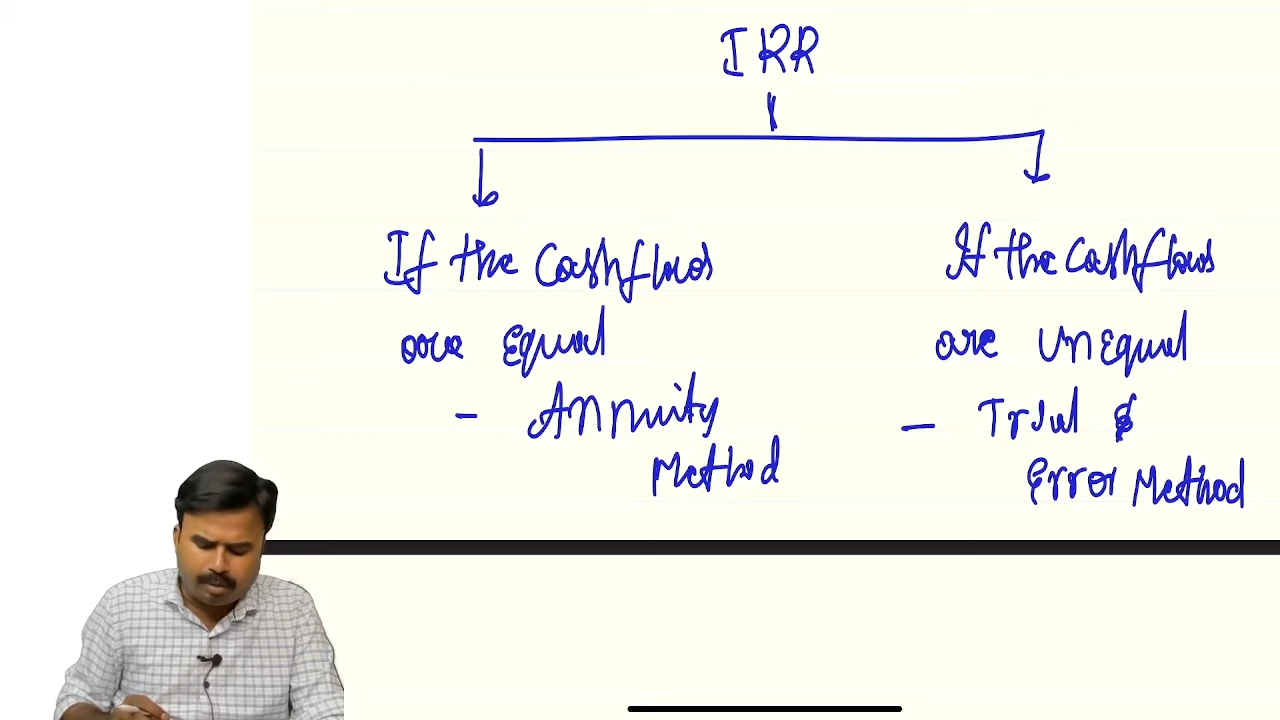 IRR
If the Cashflows
are Equal
- Annuity
Method
If the Cashflows
are UnEqual
- Trial &
Error Method